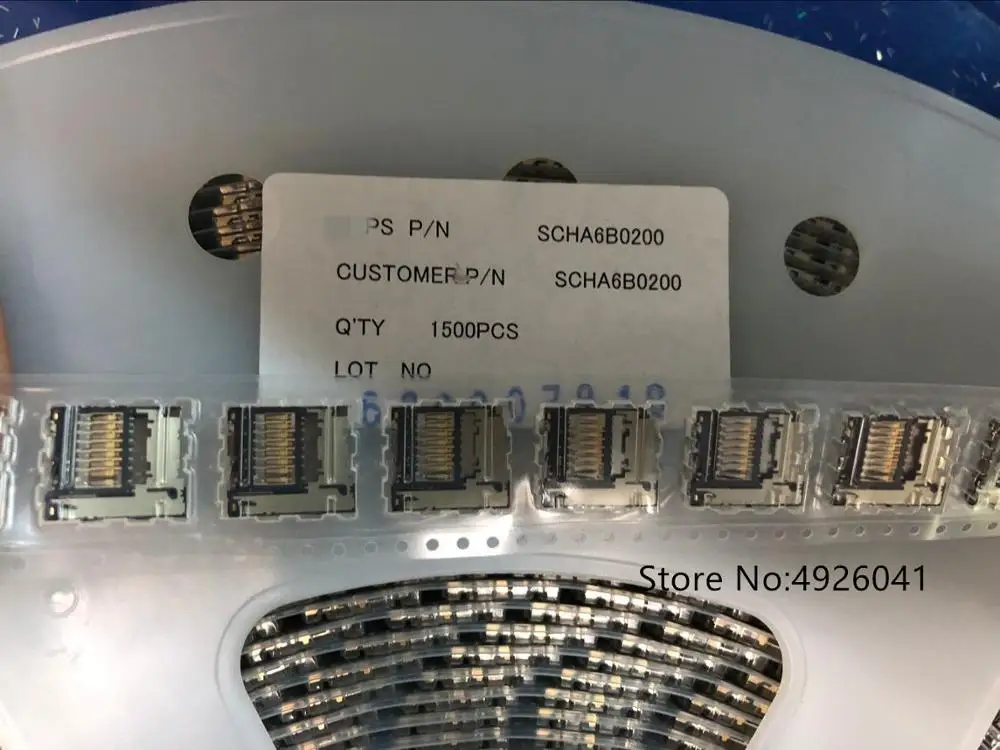 PS P/N SCHA6B0200
CUSTOMER P/N SCHA6B0200
Q'TY 1500PCS
LOT NO
Store No:4926041